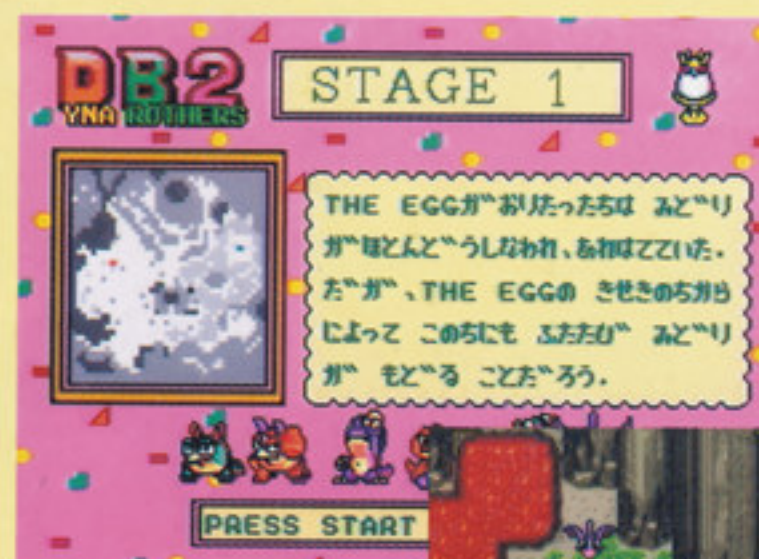 DB2
YNA ROTHERS
STAGE 1
THE EGGが おりたったちは みどり
が ほとんど うしなわれ、あれはてていた.
だが、THE EGGの きせきのちから
によって このちにも ふたたび みどり
が もどる ことだろう.
PRESS START